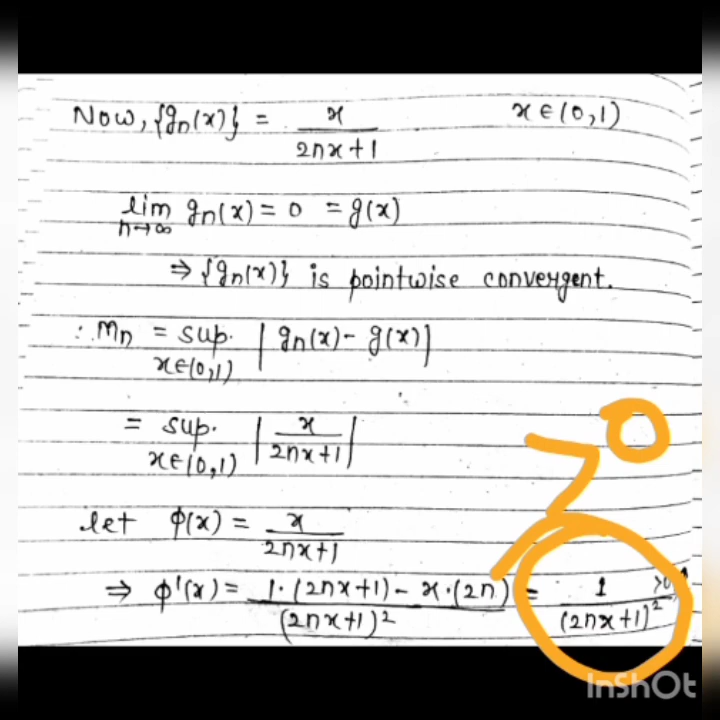 Now, {gₙ(x)} = x / (2nx+1)    x∈(0,1)
lim n→∞ gₙ(x) = 0 = g(x)
⇒ {gₙ(x)} is pointwise convergent.
∴ Mₙ = sup. x∈(0,1) | gₙ(x) - g(x) |
= sup. x∈(0,1) | x / (2nx+1) |
let φ(x) = x / (2nx+1)
⇒ φ'(x) = 1·(2nx+1) - x·(2n) / (2nx+1)² = 1 / (2nx+1)² >0
>0
InShOt